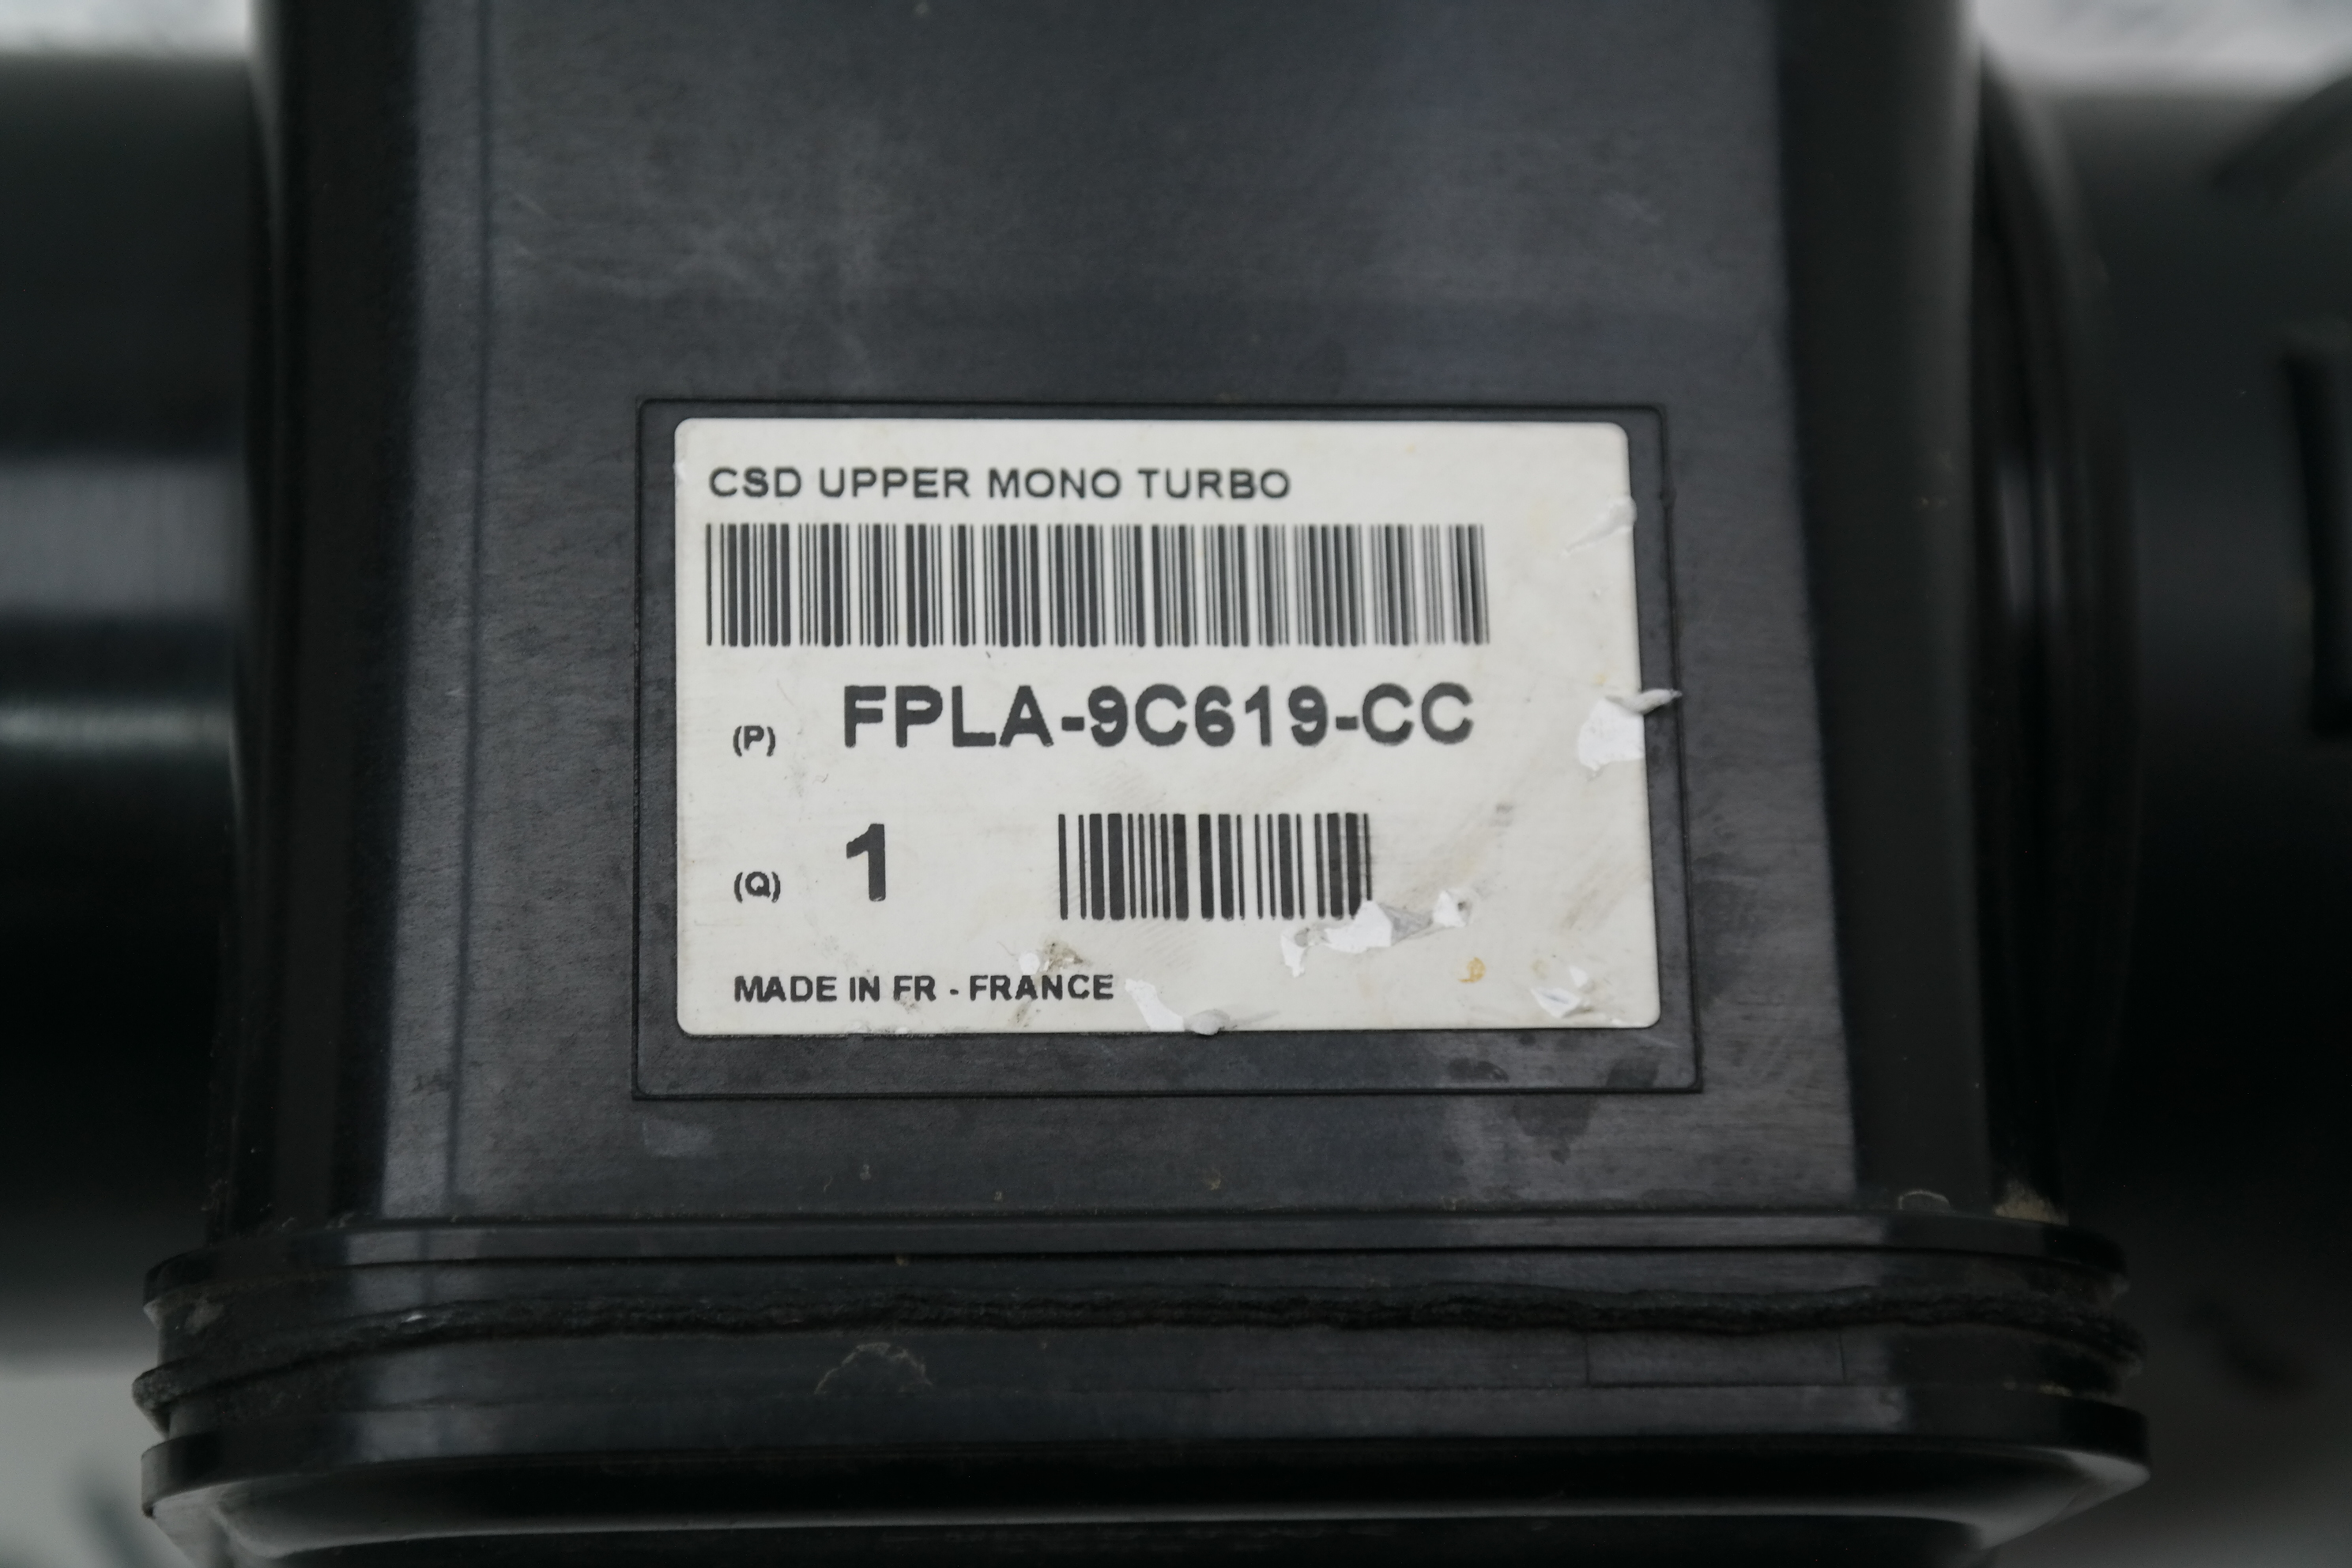 CSD UPPER MONO TURBO
(P) FPLA-9C619-CC
(Q) 1
MADE IN FR - FRANCE